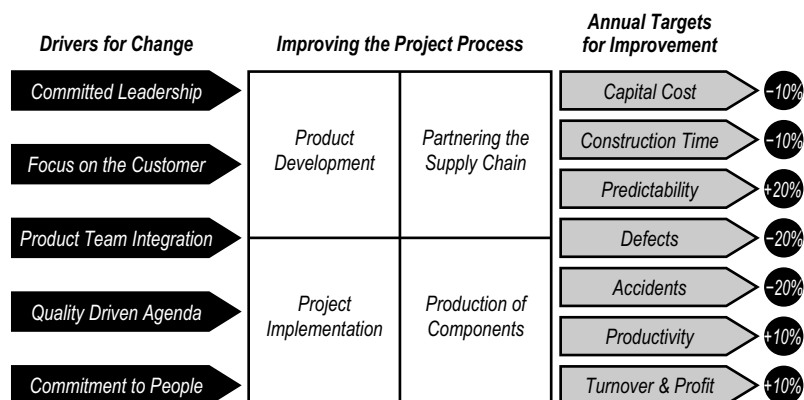 Drivers for Change
Improving the Project Process
Annual Targets
for Improvement
Committed Leadership
Focus on the Customer
Product Team Integration
Quality Driven Agenda
Commitment to People
Product
Development
Partnering the
Supply Chain
Project
Implementation
Production of
Components
Capital Cost
−10%
Construction Time
−10%
Predictability
+20%
Defects
−20%
Accidents
−20%
Productivity
+10%
Turnover & Profit
+10%